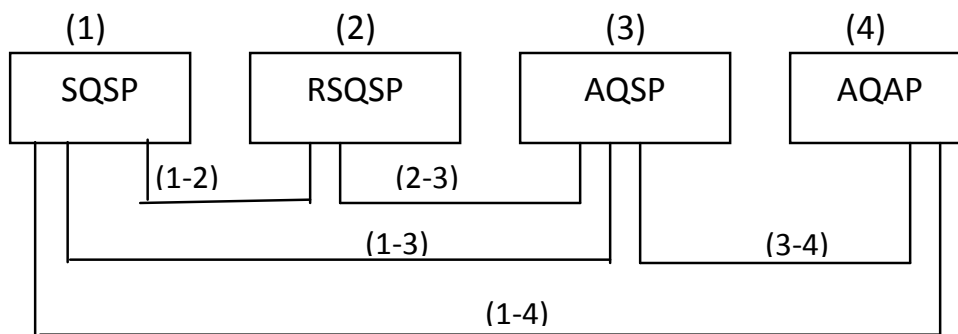 (1) (2) (3) (4)
SQSP RSQSP AQSP AQAP
(1-2) (2-3)
(1-3) (3-4)
(1-4)